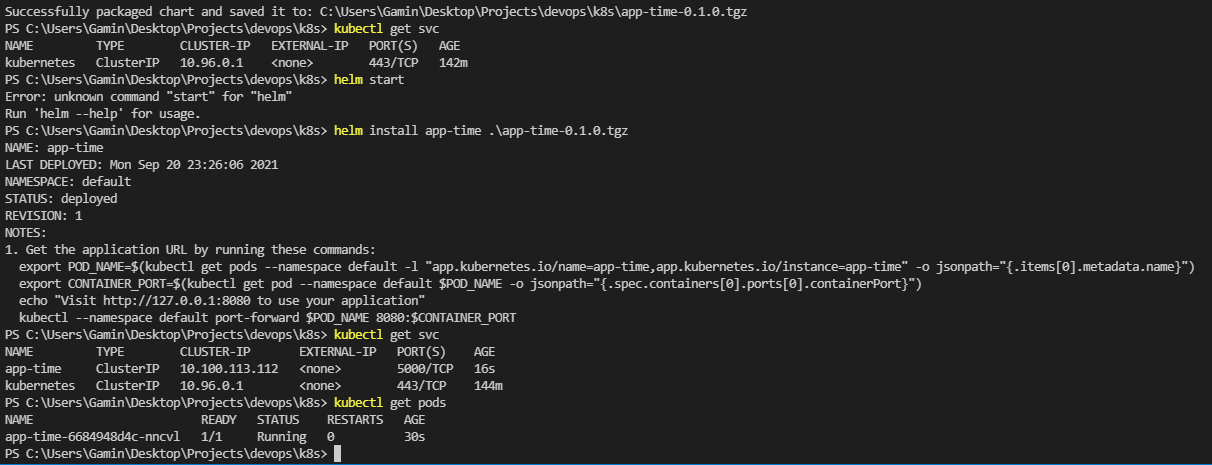 Successfully packaged chart and saved it to: C:\Users\Gamin\Desktop\Projects\devops\k8s\app-time-0.1.0.tgz
PS C:\Users\Gamin\Desktop\Projects\devops\k8s> kubectl get svc
NAME         TYPE        CLUSTER-IP   EXTERNAL-IP   PORT(S)   AGE
kubernetes   ClusterIP   10.96.0.1    <none>        443/TCP   142m
PS C:\Users\Gamin\Desktop\Projects\devops\k8s> helm start
Error: unknown command "start" for "helm"
Run 'helm --help' for usage.
PS C:\Users\Gamin\Desktop\Projects\devops\k8s> helm install app-time .\app-time-0.1.0.tgz
NAME: app-time
LAST DEPLOYED: Mon Sep 20 23:26:06 2021
NAMESPACE: default
STATUS: deployed
REVISION: 1
NOTES:
1. Get the application URL by running these commands:
  export POD_NAME=$(kubectl get pods --namespace default -l "app.kubernetes.io/name=app-time,app.kubernetes.io/instance=app-time" -o jsonpath="{.items[0].metadata.name}")
  export CONTAINER_PORT=$(kubectl get pod --namespace default $POD_NAME -o jsonpath="{.spec.containers[0].ports[0].containerPort}")
  echo "Visit http://127.0.0.1:8080 to use your application"
  kubectl --namespace default port-forward $POD_NAME 8080:$CONTAINER_PORT
PS C:\Users\Gamin\Desktop\Projects\devops\k8s> kubectl get svc
NAME         TYPE        CLUSTER-IP       EXTERNAL-IP   PORT(S)    AGE
app-time     ClusterIP   10.100.113.112   <none>        5000/TCP   16s
kubernetes   ClusterIP   10.96.0.1        <none>        443/TCP    144m
PS C:\Users\Gamin\Desktop\Projects\devops\k8s> kubectl get pods
NAME                        READY   STATUS    RESTARTS   AGE
app-time-6684948d4c-nncvl   1/1     Running   0          30s
PS C:\Users\Gamin\Desktop\Projects\devops\k8s>